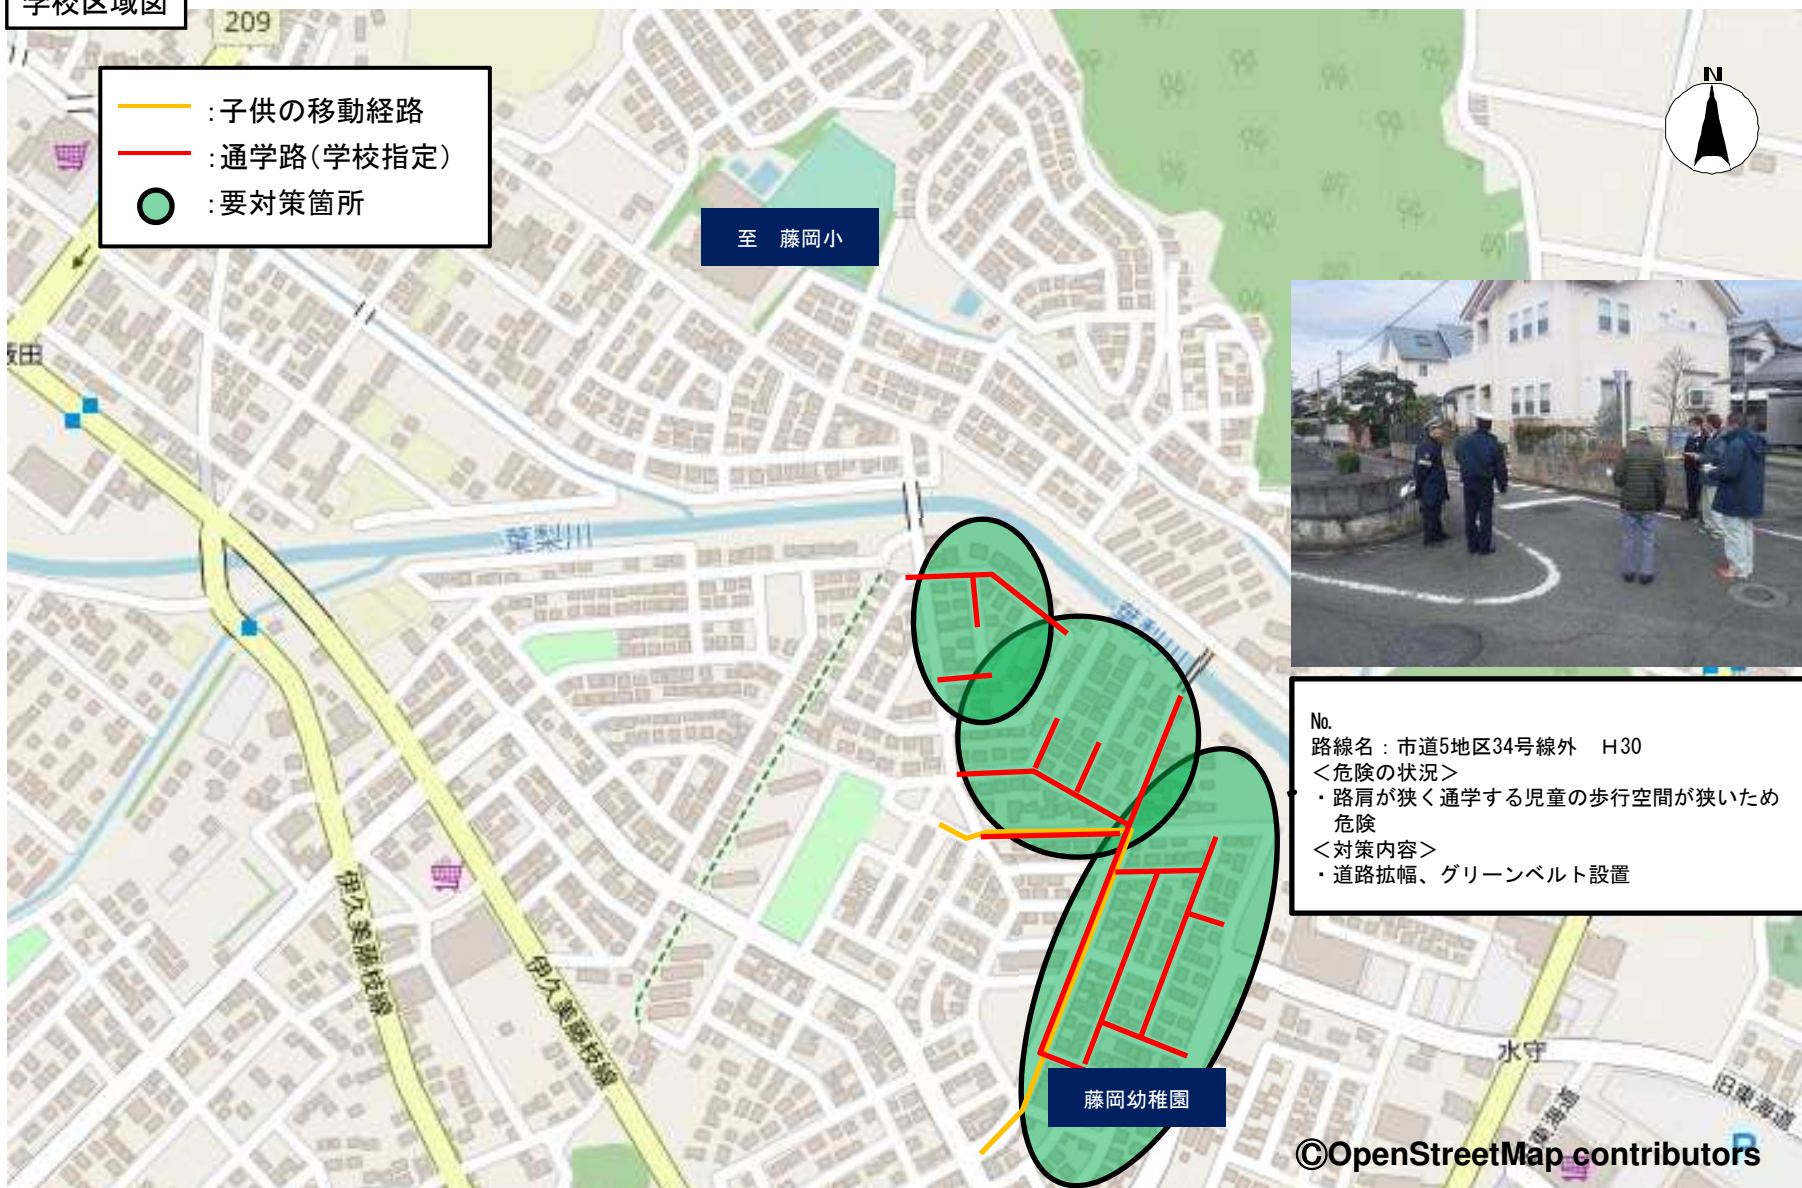 学校区域図
209
:子供の移動経路
:通学路(学校指定)
:要対策箇所
N
至　藤岡小
葉梨川
葉梨川
伊久美藤枝線
伊久美藤枝線
藤岡幼稚園
水守
旧東海道
P
No.
路線名：市道5地区34号線外　H30
＜危険の状況＞
・路肩が狭く通学する児童の歩行空間が狭いため
危険
＜対策内容＞
・道路拡幅、グリーンベルト設置
©OpenStreetMap contributors